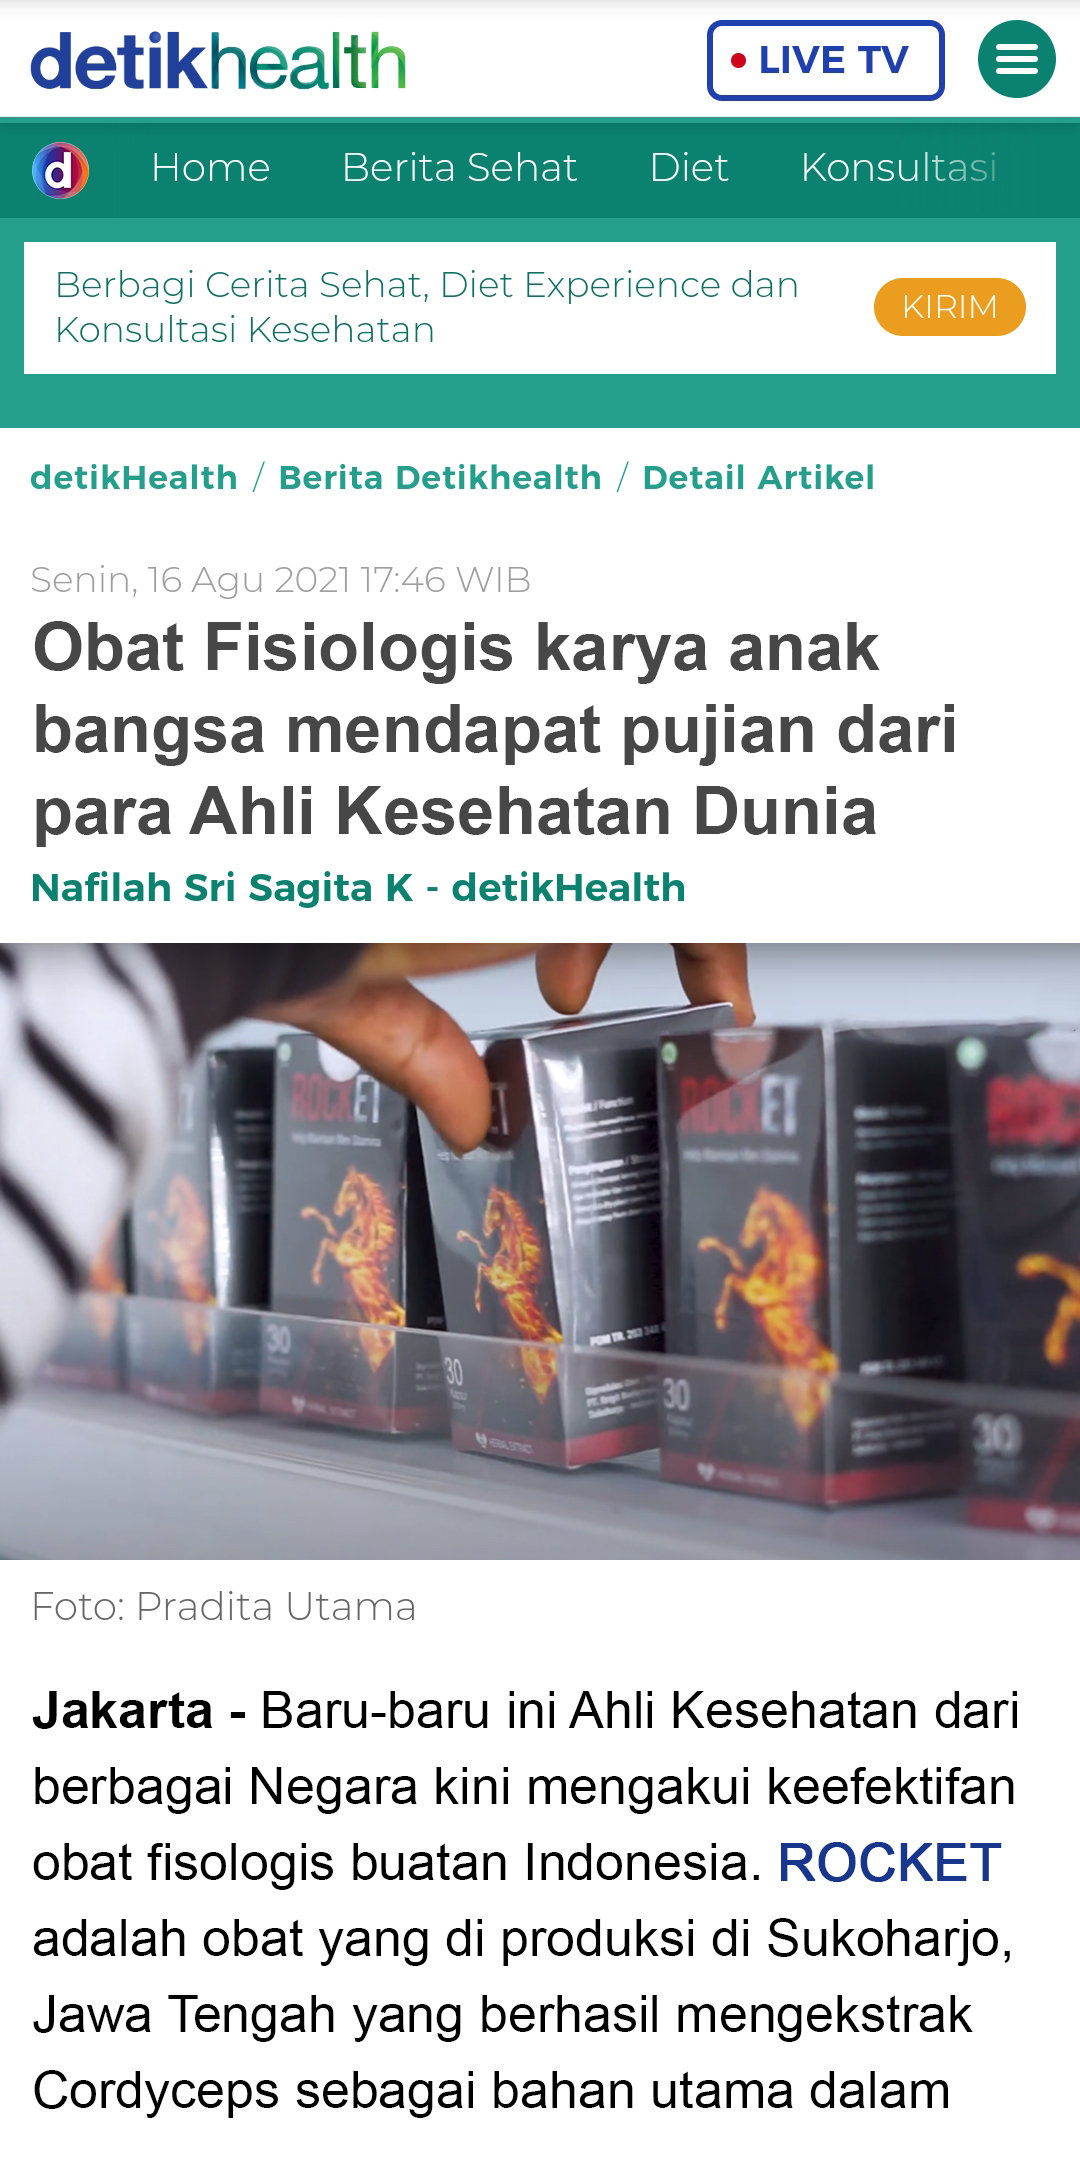 detikhealth
LIVE TV
d Home Berita Sehat Diet Konsultasi
Berbagi Cerita Sehat, Diet Experience dan
Konsultasi Kesehatan
KIRIM
detikHealth / Berita Detikhealth / Detail Artikel
Senin, 16 Agu 2021 17:46 WIB
Obat Fisiologis karya anak
bangsa mendapat pujian dari
para Ahli Kesehatan Dunia
Nafilah Sri Sagita K - detikHealth
ROCKET
30
30
HERBAL EXTRACT
ROCKET
30
30
Foto: Pradita Utama
Jakarta - Baru-baru ini Ahli Kesehatan dari
berbagai Negara kini mengakui keefektifan
obat fisologis buatan Indonesia. ROCKET
adalah obat yang di produksi di Sukoharjo,
Jawa Tengah yang berhasil mengekstrak
Cordyceps sebagai bahan utama dalam